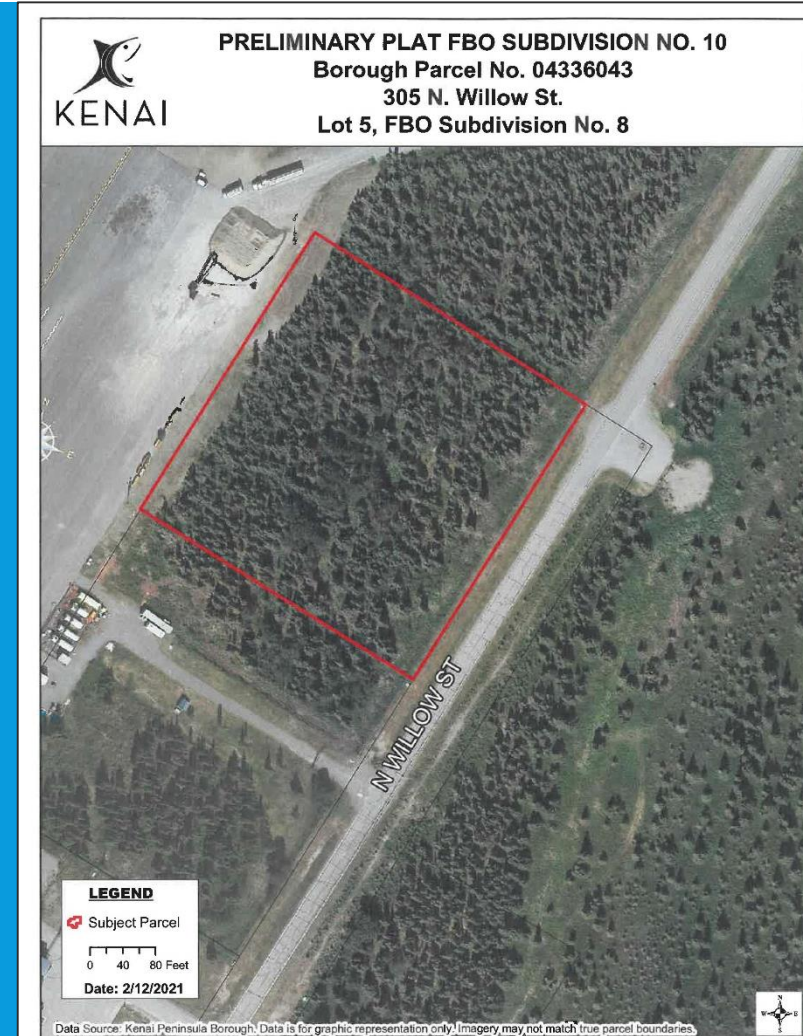 KENAI
PRELIMINARY PLAT FBO SUBDIVISION NO. 10
Borough Parcel No. 04336043
305 N. Willow St.
Lot 5, FBO Subdivision No. 8
N
E
N WILLOW ST
LEGEND
Subject Parcel
0 40 80 Feet
Date: 2/12/2021
N
W E
S
Data Source: Kenai Peninsula Borough. Data is for graphic representation only. Imagery may not match true parcel boundaries.